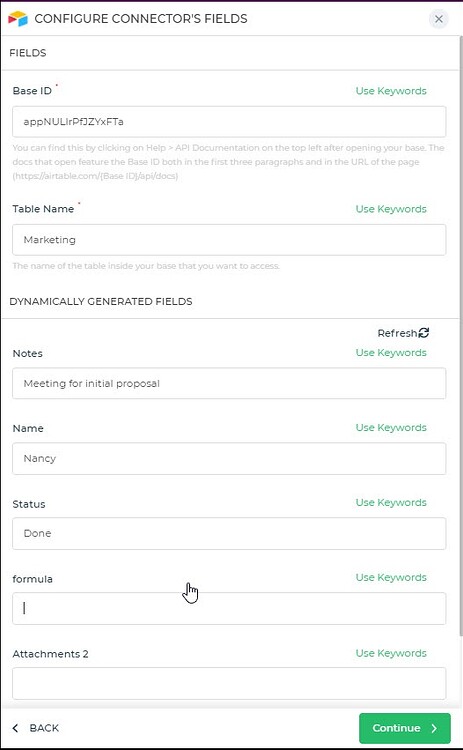 CONFIGURE CONNECTOR'S FIELDS
FIELDS
Base ID * Use Keywords
appNULlrPfJZYxFTa
You can find this by clicking on Help > API Documentation on the top left after opening your base. The
docs that open feature the Base ID both in the first three paragraphs and in the URL of the page
(https://airtable.com/{Base ID}/api/docs)
Table Name * Use Keywords
Marketing
The name of the table inside your base that you want to access.
DYNAMICALLY GENERATED FIELDS
Refresh
Notes Use Keywords
Meeting for initial proposal
Name Use Keywords
Nancy
Status Use Keywords
Done
formula Use Keywords
Attachments 2 Use Keywords
BACK Continue